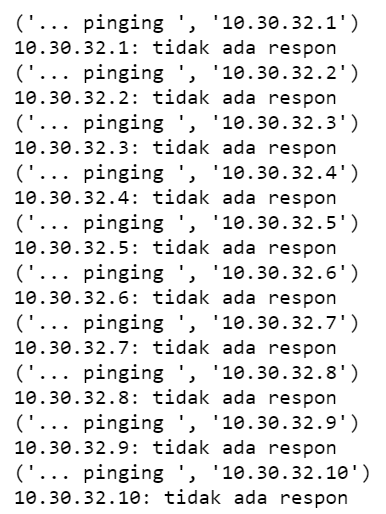 ('... pinging ', '10.30.32.1')
10.30.32.1: tidak ada respon
('... pinging ', '10.30.32.2')
10.30.32.2: tidak ada respon
('... pinging ', '10.30.32.3')
10.30.32.3: tidak ada respon
('... pinging ', '10.30.32.4')
10.30.32.4: tidak ada respon
('... pinging ', '10.30.32.5')
10.30.32.5: tidak ada respon
('... pinging ', '10.30.32.6')
10.30.32.6: tidak ada respon
('... pinging ', '10.30.32.7')
10.30.32.7: tidak ada respon
('... pinging ', '10.30.32.8')
10.30.32.8: tidak ada respon
('... pinging ', '10.30.32.9')
10.30.32.9: tidak ada respon
('... pinging ', '10.30.32.10')
10.30.32.10: tidak ada respon